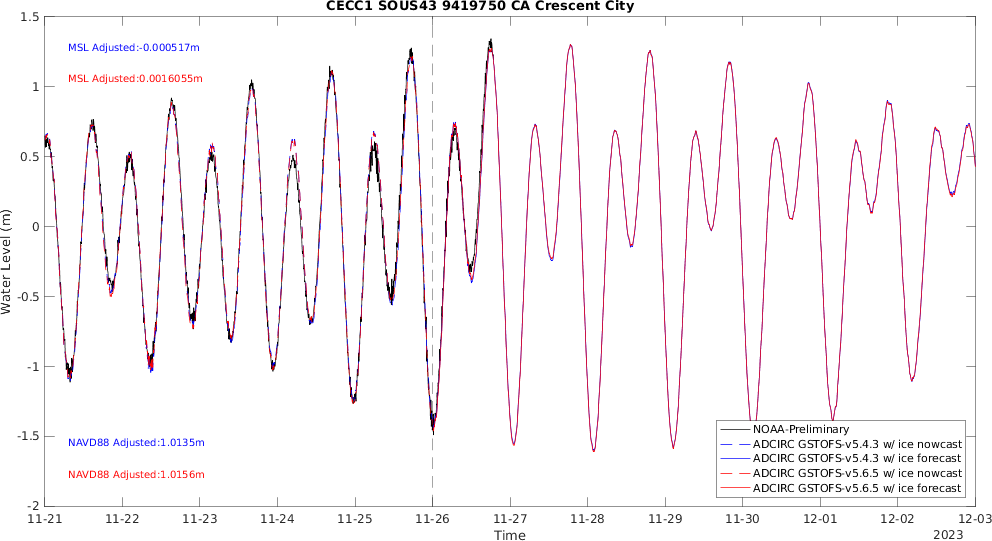 CECC1 SOUS43 9419750 CA Crescent City
1.5
1
0.5
0
-0.5
-1
-1.5
-2
Water Level (m)
MSL Adjusted:-0.000517m
MSL Adjusted:0.0016055m
NAVD88 Adjusted:1.0135m
NAVD88 Adjusted:1.0156m
NOAA-Preliminary
ADCIRC GSTOFS-v5.4.3 w/ ice nowcast
ADCIRC GSTOFS-v5.4.3 w/ ice forecast
ADCIRC GSTOFS-v5.6.5 w/ ice nowcast
ADCIRC GSTOFS-v5.6.5 w/ ice forecast
11-21 11-22 11-23 11-24 11-25 11-26 11-27 11-28 11-29 11-30 12-01 12-02 12-03
Time
2023